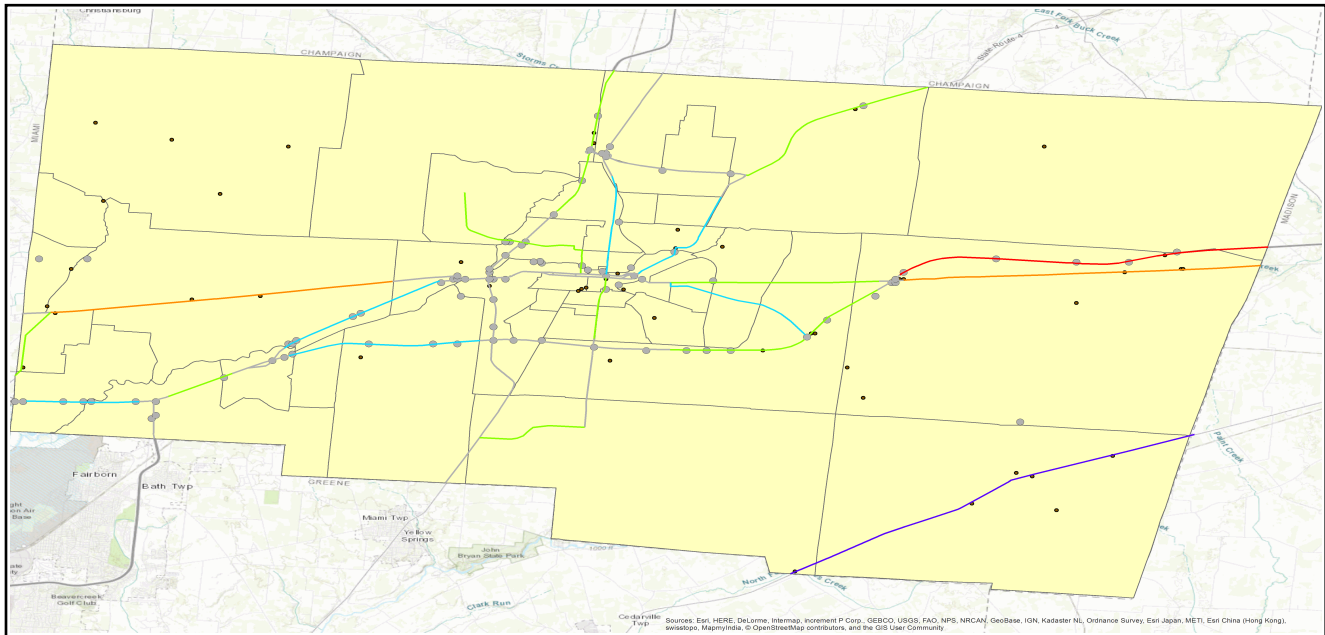 Christiansburg
East Fork Buck Creek
State Route 4
CHAMPAIGN
Storms
CHAMPAIGN
MIAMI
MADISON
Paint Creek
Fairborn
Bath Twp
GREENE
Miami Twp
Yellow
Springs
John
Bryan State Park
1000 ft
North
Creek
Beavercreek
Golf Club
Clark Run
Cedarville
Twp
Sources: Esri, HERE, DeLorme, Intermap, increment P Corp., GEBCO, USGS, FAO, NPS, NRCAN, GeoBase, IGN, Kadaster NL, Ordnance Survey, Esri Japan, METI, Esri China (Hong Kong),
swisstopo, MapmyIndia, © OpenStreetMap contributors, and the GIS User Community